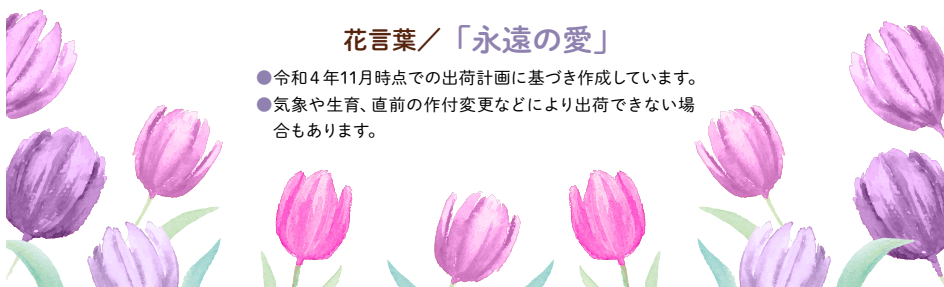 花言葉／「永遠の愛」
●令和４年11月時点での出荷計画に基づき作成しています。
●気象や生育、直前の作付変更などにより出荷できない場
合もあります。